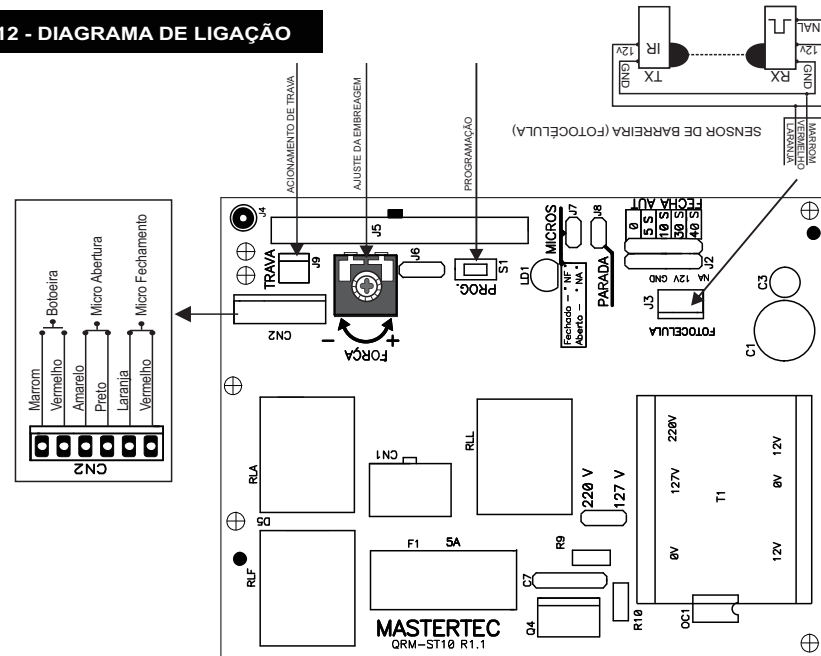 12 - DIAGRAMA DE LIGAÇÃO
ACIONAMENTO DE TRAVA
AJUSTE DA EMBREAGEM
PROGRAMAÇÃO
SENSOR DE BARREIRA (FOTOCÉLULA)
12v
IR
GND
TX
NAL
12v
GND
RX
MARROM
VERMELHO
LARANJA
Botoeira
Micro Abertura
Micro Fechamento
Marrom
Vermelho
Amarelo
Preto
Laranja
Vermelho
CN2
J4
J5
TRAVA
J9
J6
S1
PROG.
CN2
- +
FORÇA
LD1
MICROS
J7
J8
Fechado - "NF"
Aberto - "NA"
PARADA
FECHA AUT
0
5 S
10 S
30 S
40 S
J2
NA 12V GND
J3
FOTOCELULA
C3
C1
RLA
D5
RLF
CN1
RLL
F1 5A
220 V
127 V
R9
C7
Q4
R10
OC1
220V
127V
0V
T1
12V
0V
12V
MASTERTEC
QRM-ST10 R1.1